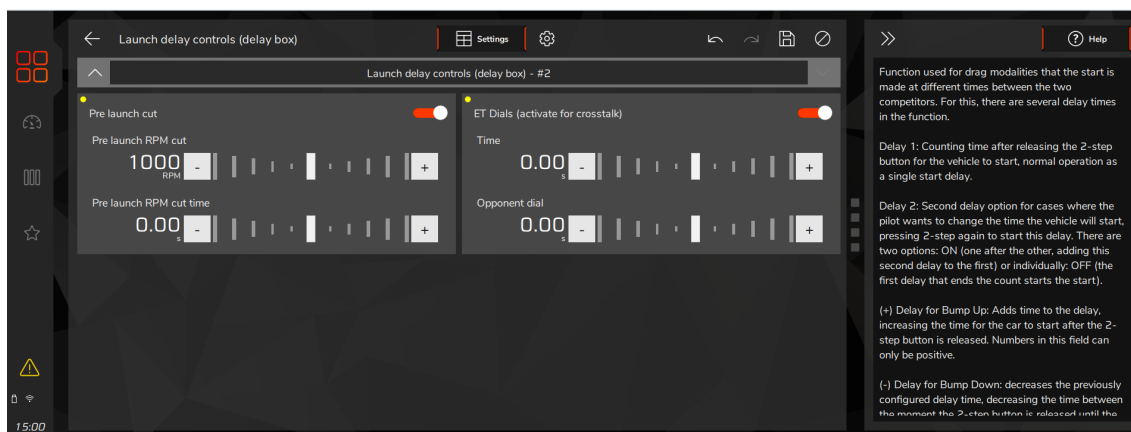 Launch delay controls (delay box)
Settings
Launch delay controls (delay box) - #2
Pre launch cut
Pre launch RPM cut
1000
RPM
- +
Pre launch RPM cut time
0.00
s
- +
ET Dials (activate for crosstalk)
Time
0.00
s
- +
Opponent dial
0.00
s
- +
15:00
Help
Function used for drag modalities that the start is
made at different times between the two
competitors. For this, there are several delay times
in the function.
Delay 1: Counting time after releasing the 2-step
button for the vehicle to start, normal operation as
a single start delay.
Delay 2: Second delay option for cases where the
pilot wants to change the time the vehicle will start,
pressing 2-step again to start this delay. There are
two options: ON (one after the other, adding this
second delay to the first) or individually: OFF (the
first delay that ends the count starts the start).
(+) Delay for Bump Up: Adds time to the delay,
increasing the time for the car to start after the 2-
step button is released. Numbers in this field can
only be positive.
(-) Delay for Bump Down: decreases the previously
configured delay time, decreasing the time between
the moment the 2-step button is released until the